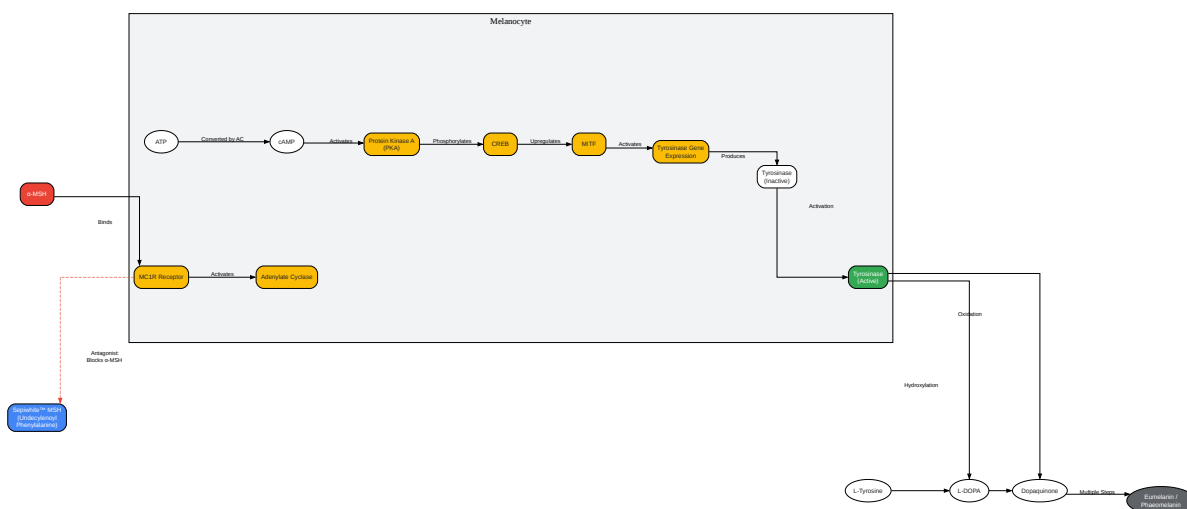 Melanocyte
ATP
Converted by AC
cAMP
Activates
Protein Kinase A
(PKA)
Phosphorylates
CREB
Upregulates
MITF
Activates
Tyrosinase Gene
Expression
Produces
Tyrosinase
(Inactive)
Activation
α-MSH
Binds
MC1R Receptor
Activates
Adenylate Cyclase
Tyrosinase
(Active)
Oxidation
Antagonist:
Blocks α-MSH
Hydroxylation
Sepiwhite™ MSH
(Undecylenoyl
Phenylalanine)
L-Tyrosine
L-DOPA
Dopaquinone
Multiple Steps
Eumelanin /
Phaeomelanin